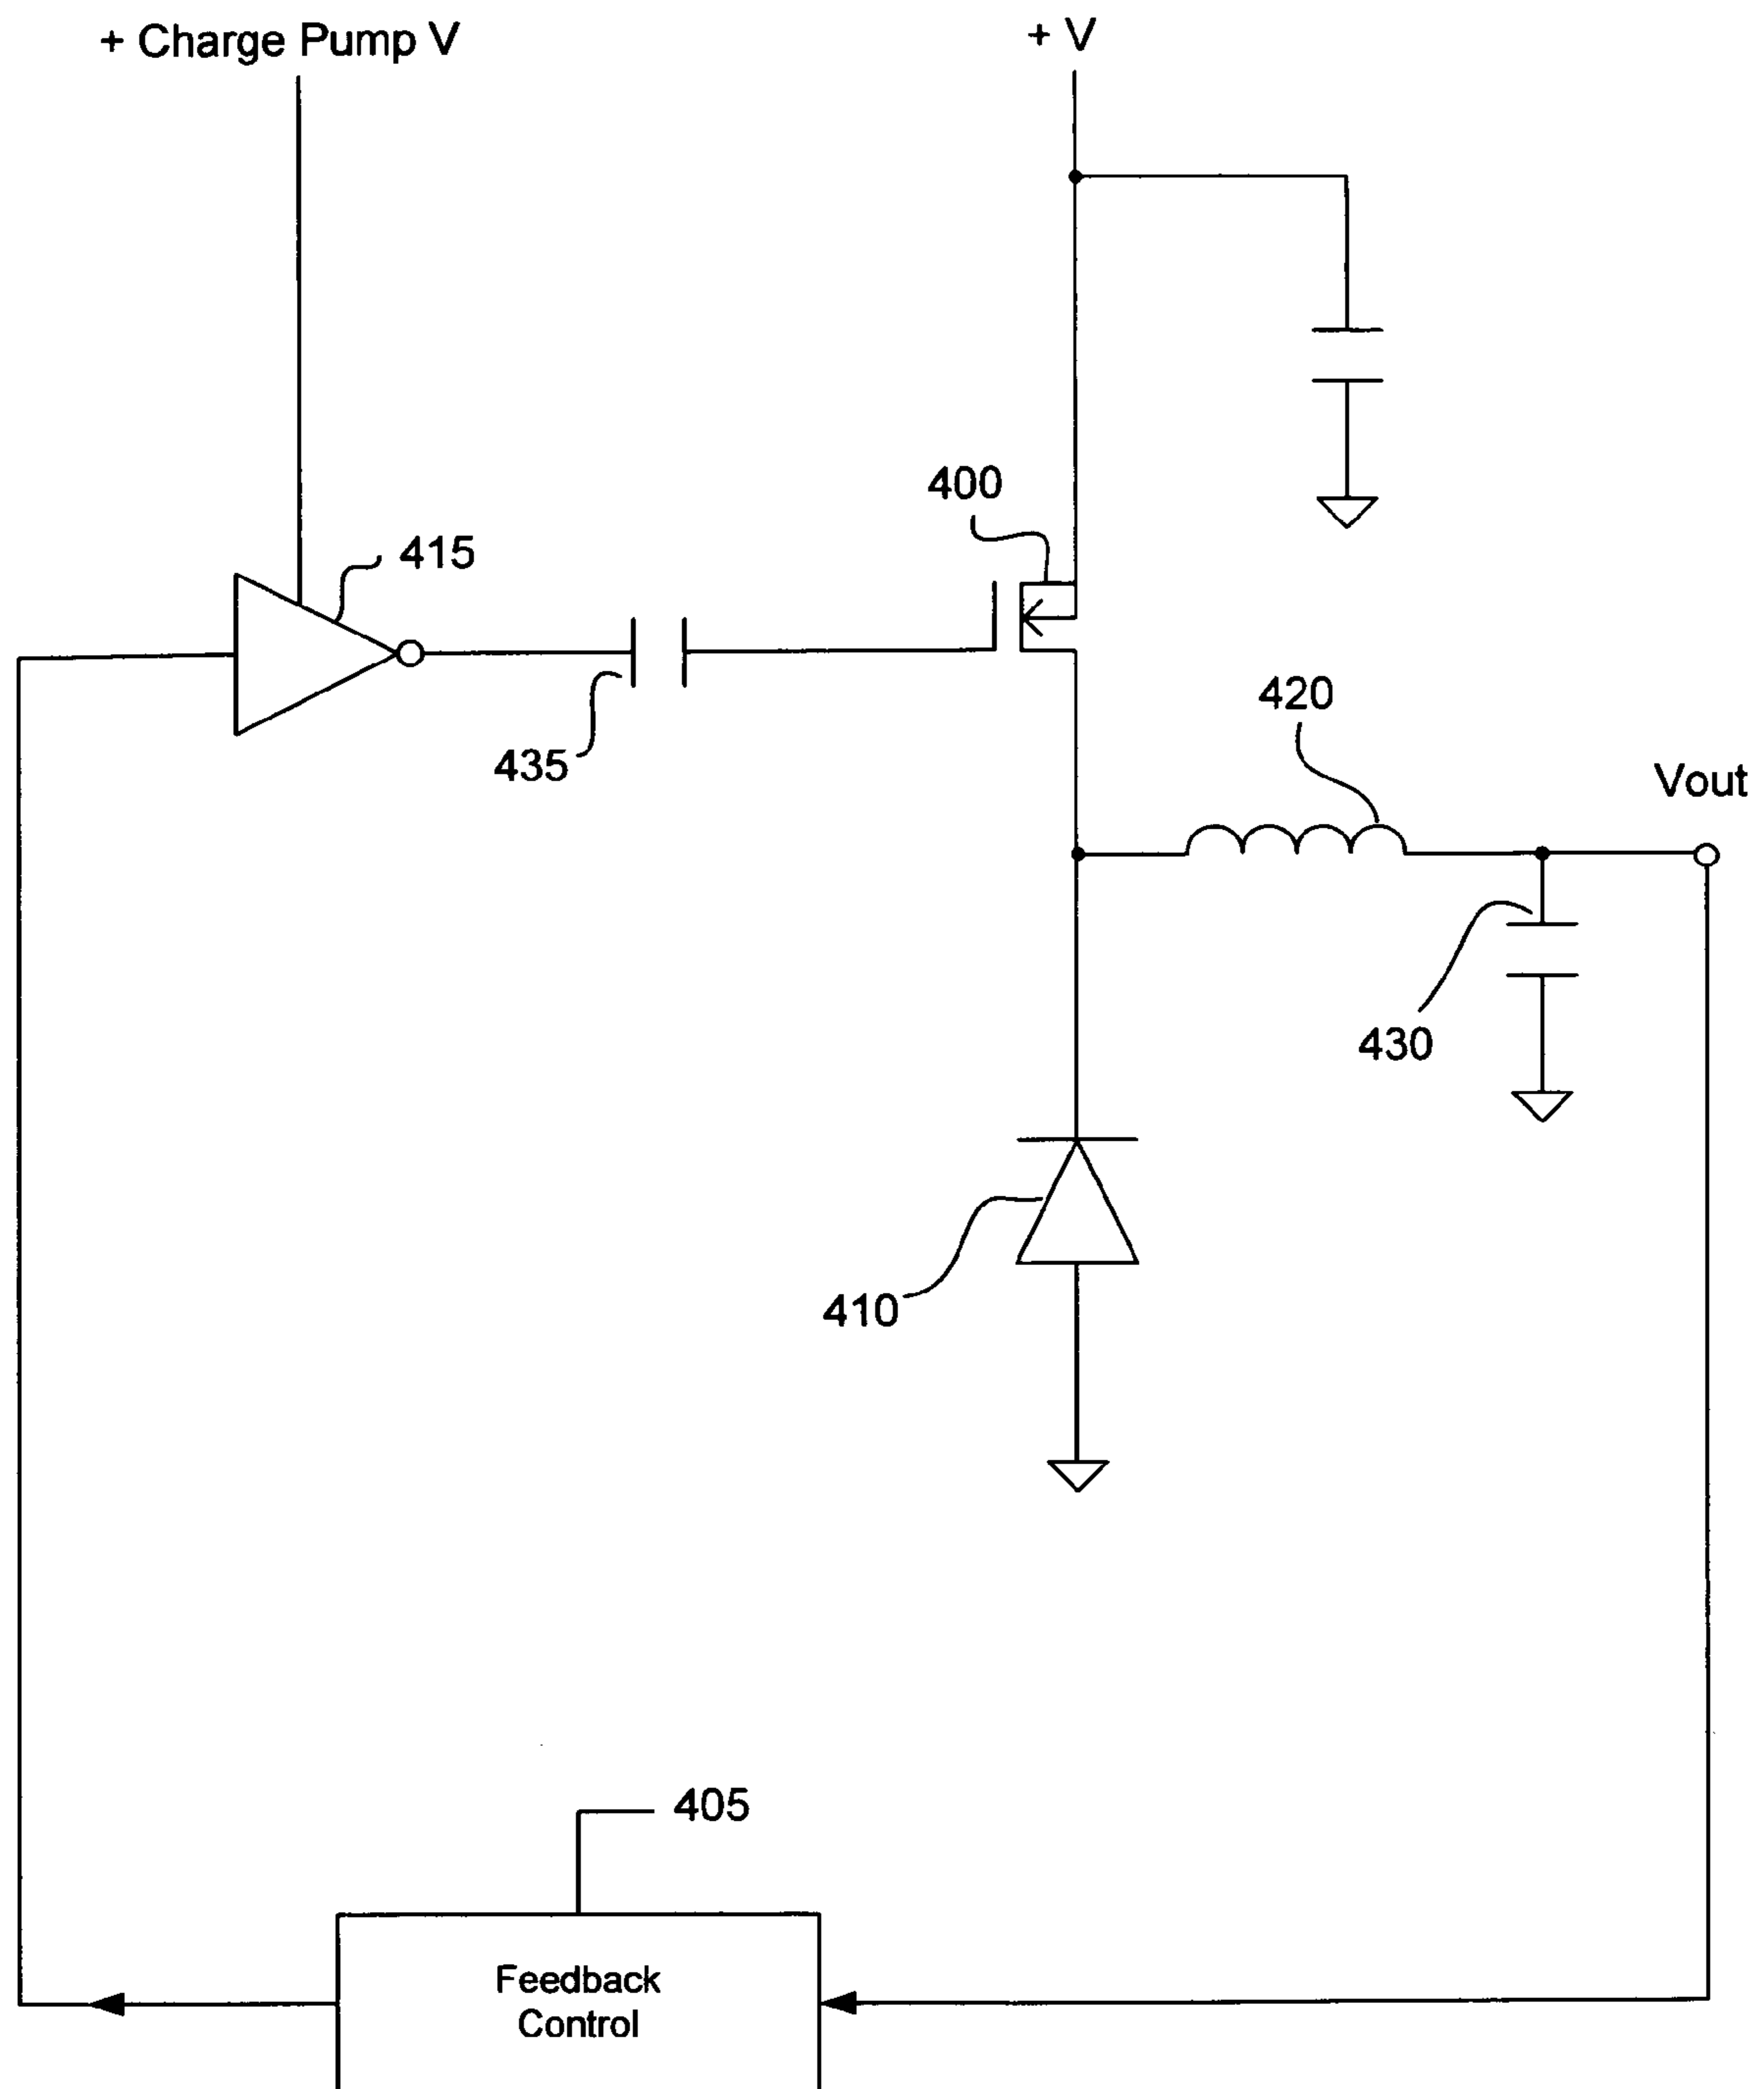 + Charge Pump V
+ V
400
415
435
420
Vout
430
410
405
Feedback
Control